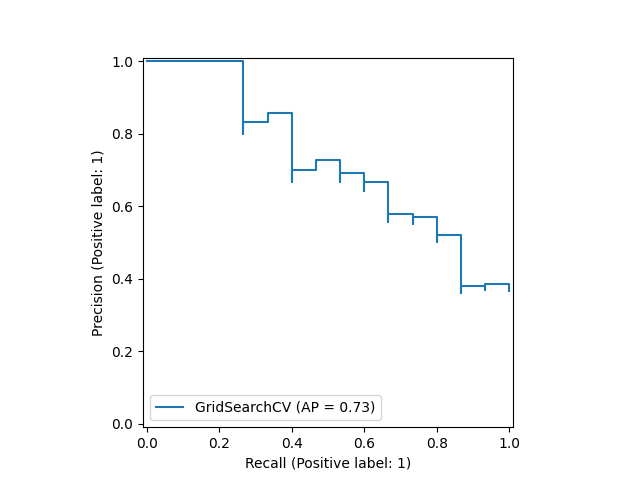 1.0
0.8
0.6
0.4
0.2
0.0
Precision (Positive label: 1)
GridSearchCV (AP = 0.73)
0.0 0.2 0.4 0.6 0.8 1.0
Recall (Positive label: 1)